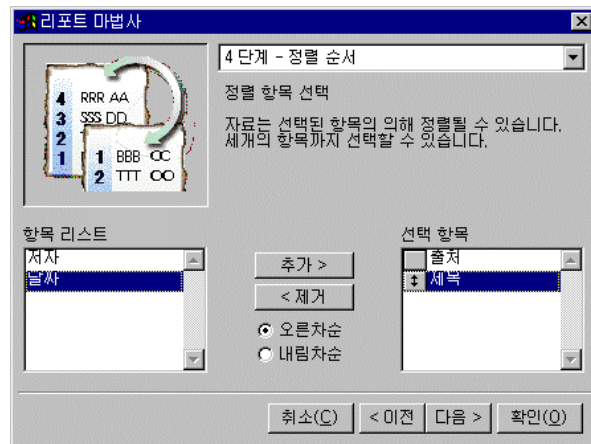 리포트 마법사
4 단계 - 정렬 순서
정렬 항목 선택
자료는 선택된 항목의 의해 정렬될 수 있습니다.
세개의 항목까지 선택할 수 있습니다.
4 RRR AA
3 SSS DD
2
1
1 BBB CC
2 TTT OO
항목 리스트
저자
날짜
추가 >
< 제거
오른차순
내림차순
선택 항목
출처
제목
취소(C)
< 이전
다음 >
확인(O)